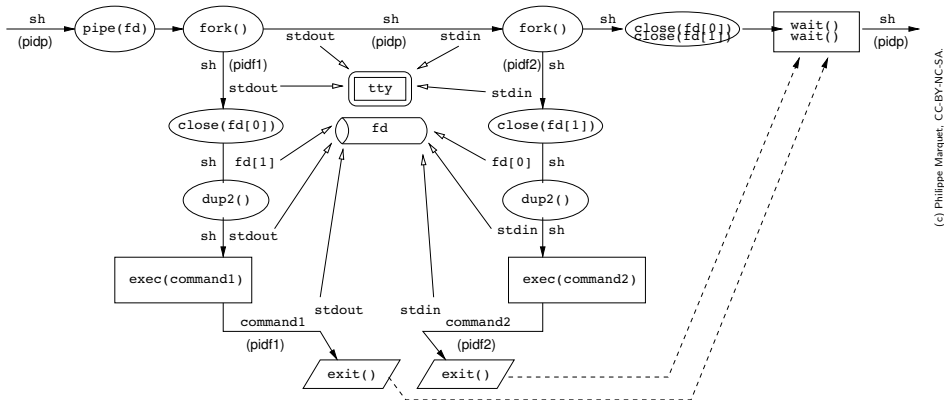 sh
(pidp)
pipe(fd)
fork()
sh
(pidp)
stdout
stdin
fork()
sh
close(fd[0])
close(fd[1])
wait()
wait()
sh
(pidp)
sh
(pidf1)
stdout
tty
(pidf2)
sh
stdin
close(fd[0])
fd
close(fd[1])
sh
fd[1]
fd[0]
sh
dup2()
dup2()
sh
stdout
stdin
sh
exec(command1)
exec(command2)
stdout
stdin
command1
(pidf1)
command2
(pidf2)
exit()
exit()
(c) Philippe Marquet, CC-BY-NC-SA.